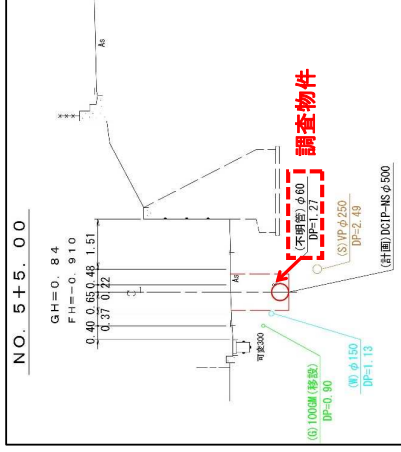 NO. 5+5.00
GH=0.84
FH=-0.910
0.40 0.65 0.48 1.51
0.37 0.22
As
As
可変300
調査物件
(不明管)φ60
DP=1.27
(S)VPφ250
DP=2.49
(計画)DCIP-NSφ500
(W)φ150
DP=1.13
(G)100GM(移設)
DP=0.90